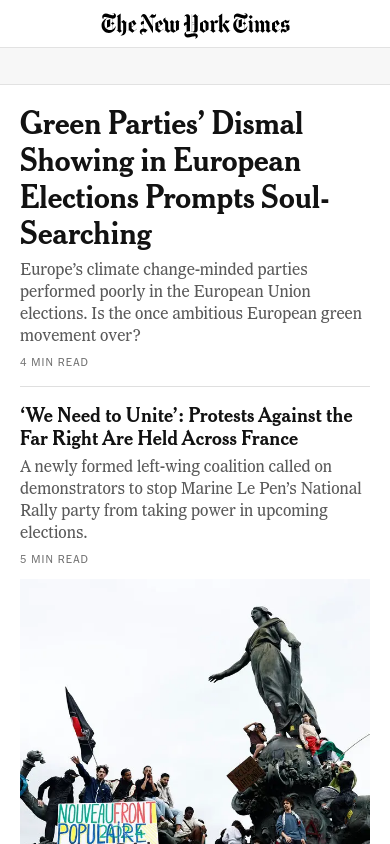 The New York Times
Green Parties’ Dismal
Showing in European
Elections Prompts Soul-
Searching
Europe’s climate change-minded parties
performed poorly in the European Union
elections. Is the once ambitious European green
movement over?
4 MIN READ
‘We Need to Unite’: Protests Against the
Far Right Are Held Across France
A newly formed left-wing coalition called on
demonstrators to stop Marine Le Pen’s National
Rally party from taking power in upcoming
elections.
5 MIN READ
NOUVEAU FRONT
POPULAIRE